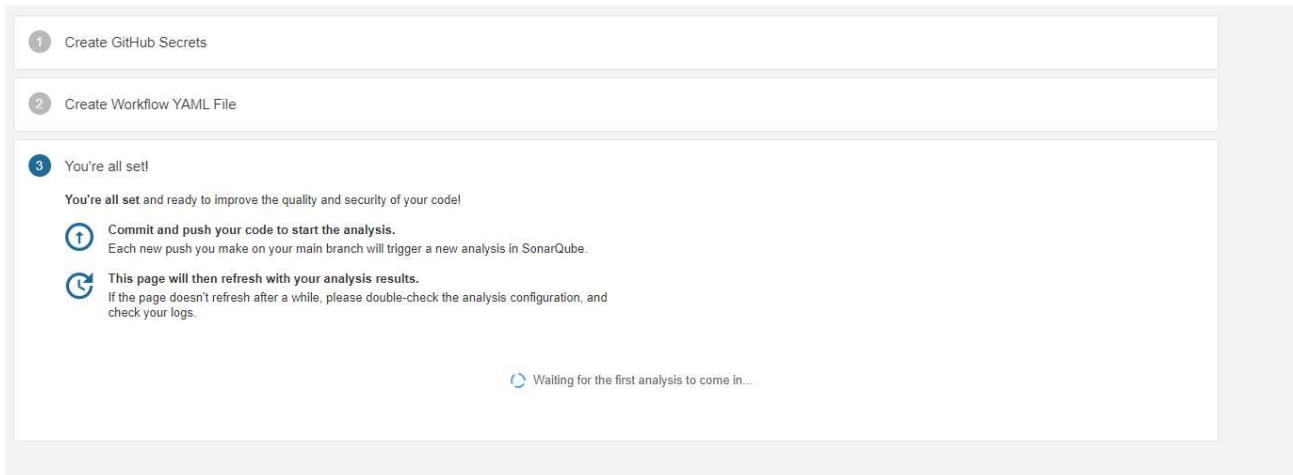 1 Create GitHub Secrets
2 Create Workflow YAML File
3 You're all set!
You're all set and ready to improve the quality and security of your code!
Commit and push your code to start the analysis.
Each new push you make on your main branch will trigger a new analysis in SonarQube.
This page will then refresh with your analysis results.
If the page doesn't refresh after a while, please double-check the analysis configuration, and
check your logs.
Waiting for the first analysis to come in...